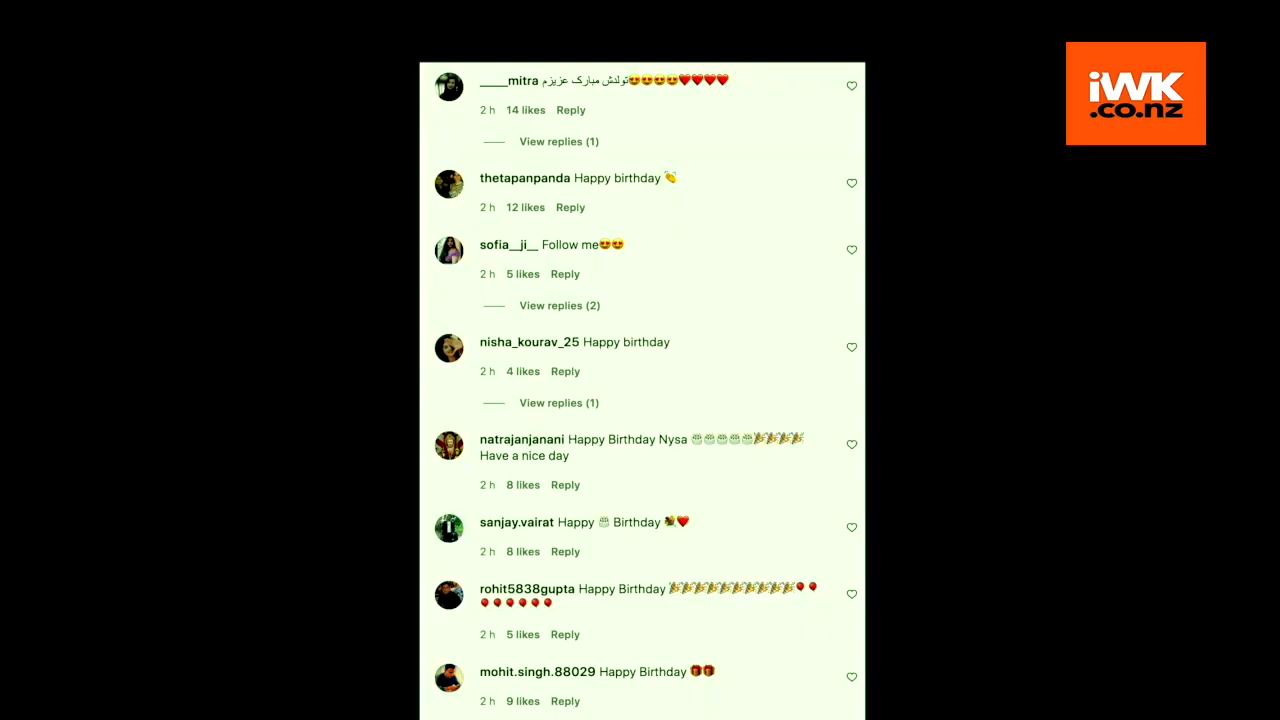 iWK
.co.nz
_____mitra تولدش مبارک عزیزم😍😍😍😍❤️❤️❤️❤️
2 h 14 likes Reply
View replies (1)
thetapanpanda Happy birthday 👏
2 h 12 likes Reply
sofia__ji__ Follow me😍😍
2 h 5 likes Reply
View replies (2)
nisha_kourav_25 Happy birthday
2 h 4 likes Reply
View replies (1)
natrajanjanani Happy Birthday Nysa 🎂🎂🎂🎂🎂🎉🎉🎉🎉
Have a nice day
2 h 8 likes Reply
sanjay.vairat Happy 🎂 Birthday 💐❤️
2 h 8 likes Reply
rohit5838gupta Happy Birthday 🎉🎉🎉🎉🎉🎉🎉🎉🎉🎉🎈🎈
🎈🎈🎈🎈🎈🎈
2 h 5 likes Reply
mohit.singh.88029 Happy Birthday 🎁🎁
2 h 9 likes Reply